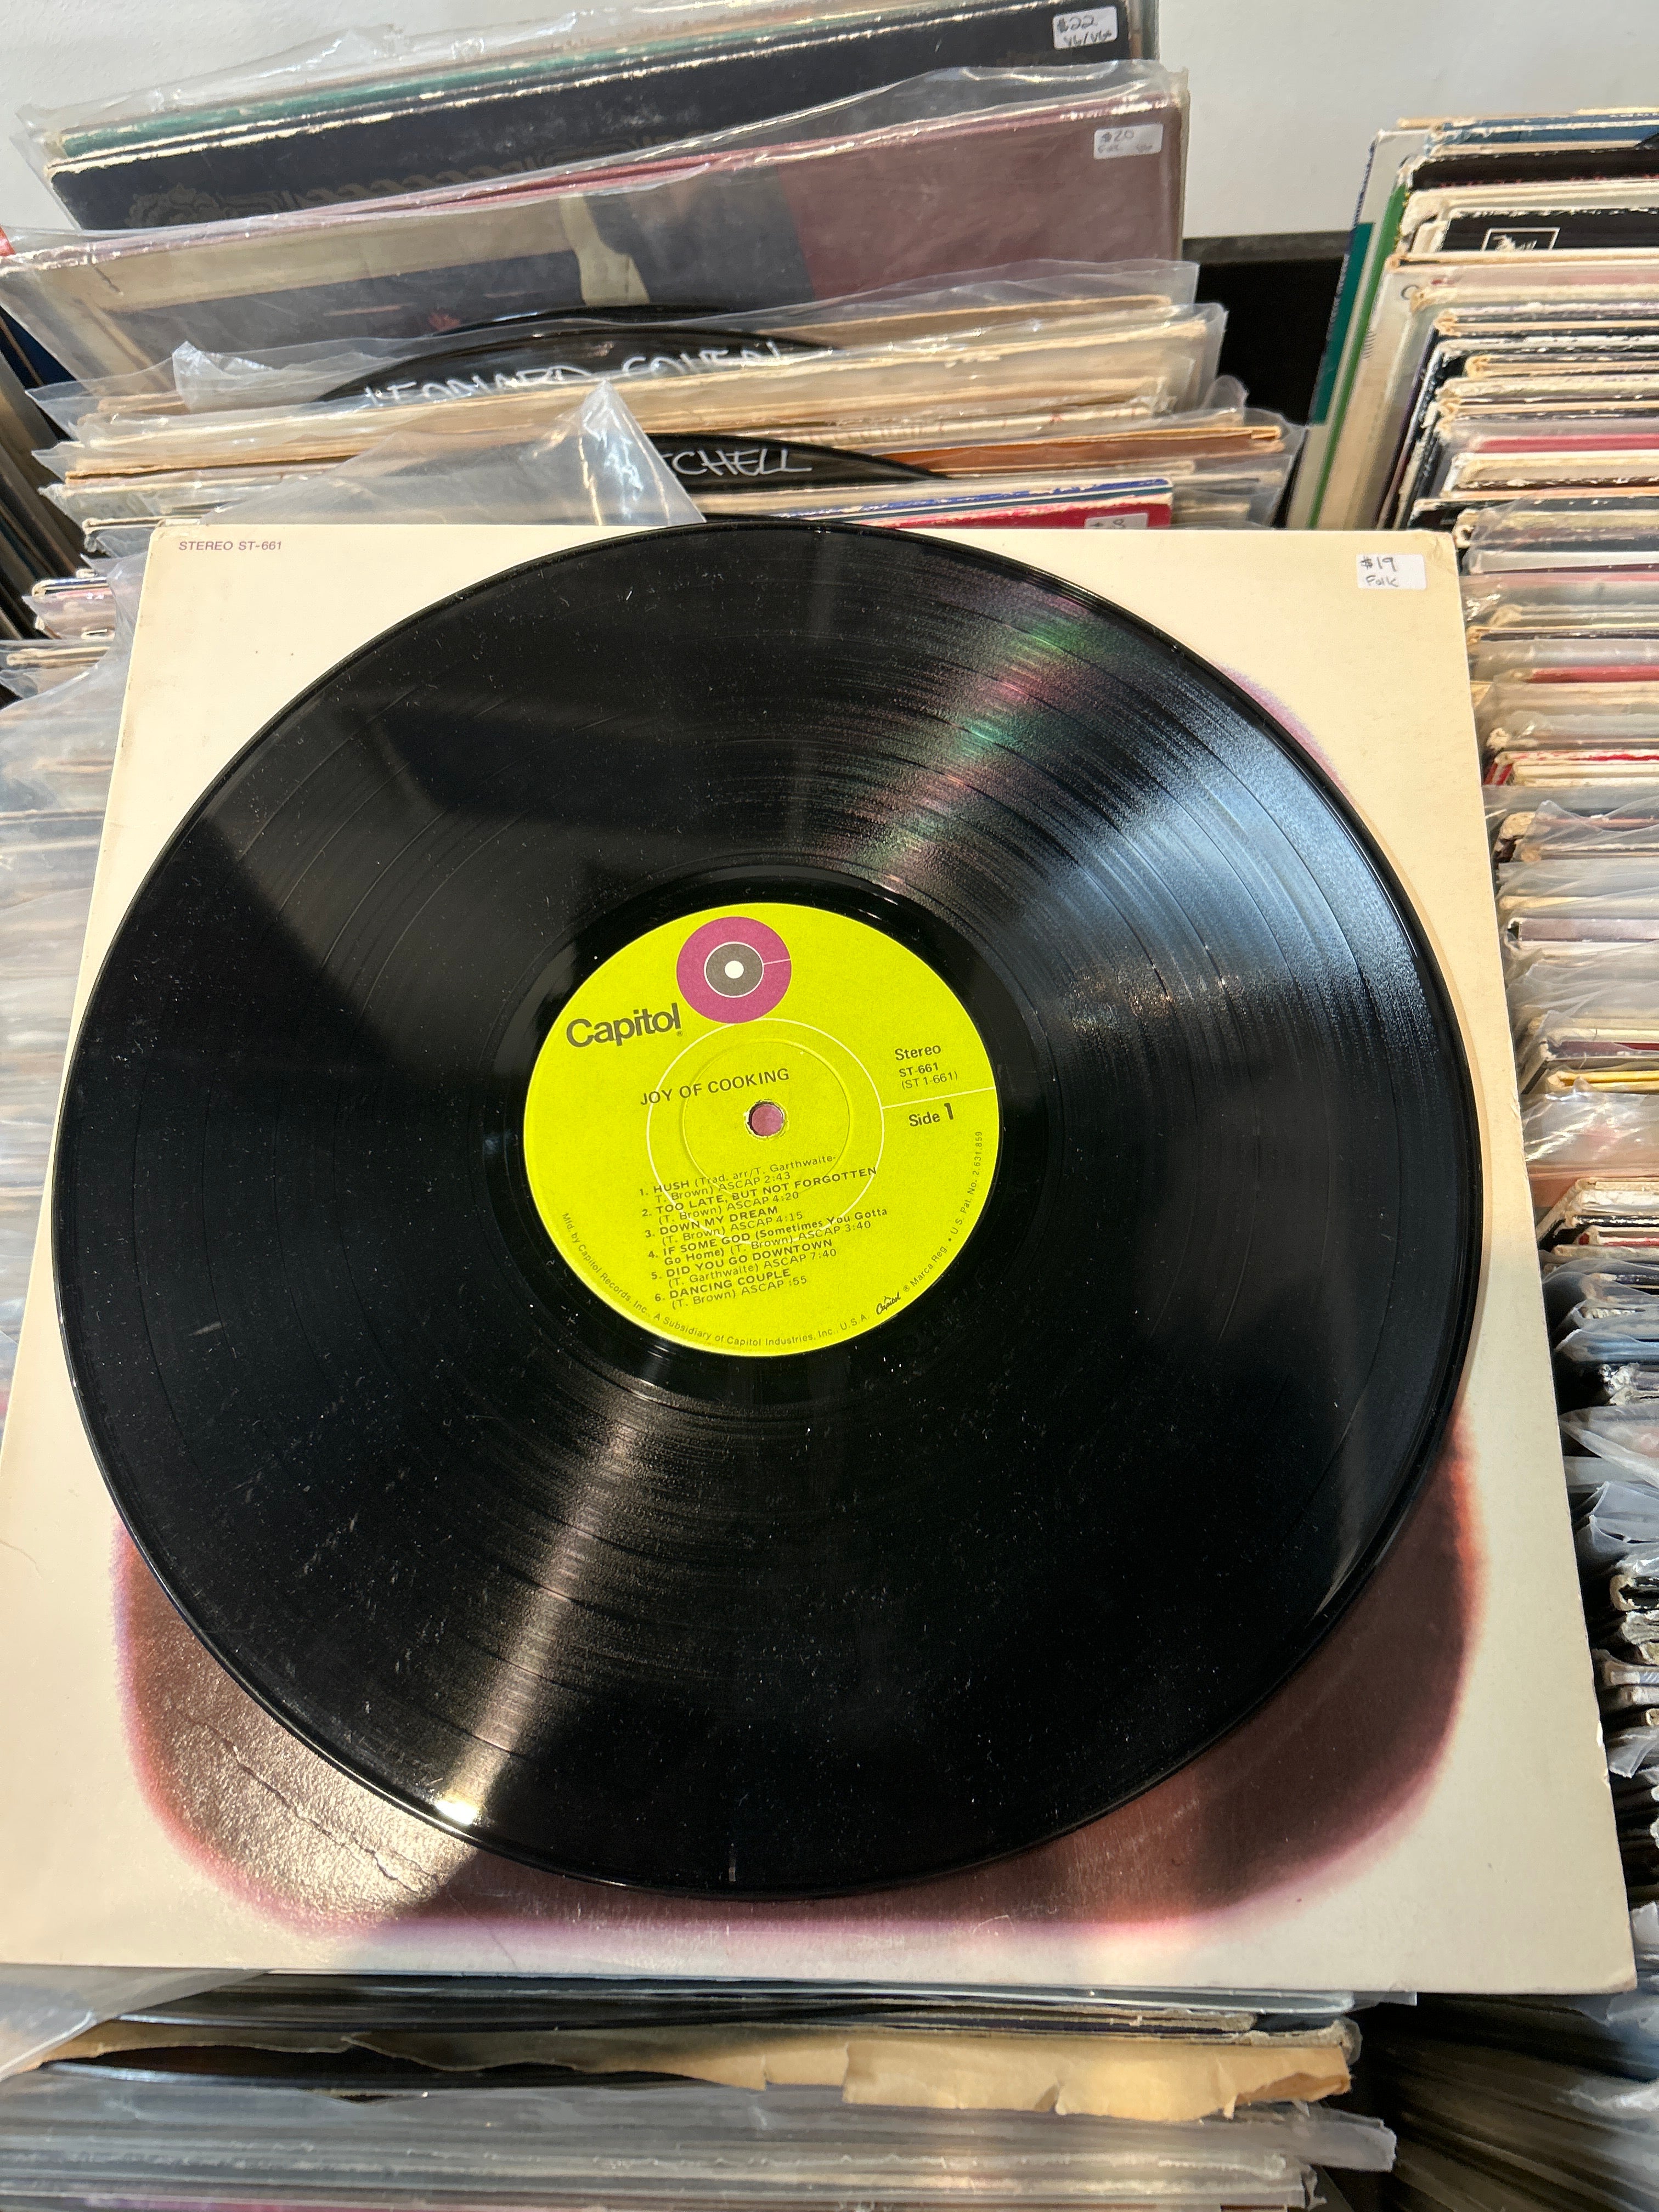 $22
VG/VG+
$20
LEONARD COHEN
CHELL
STEREO ST-661
$19
Folk
Capitol®
JOY OF COOKING
Stereo
ST-661
(ST 1-661)
Side 1
1. HUSH (Trad. arr/T. Garthwaite-
T. Brown) ASCAP 2:43
2. TOO LATE, BUT NOT FORGOTTEN
(T. Brown) ASCAP 4:20
3. DOWN MY DREAM
(T. Brown) ASCAP 4:15
4. IF SOME GOD (Sometimes You Gotta
Go Home) (T. Brown) ASCAP 3:40
5. DID YOU GO DOWNTOWN
(T. Garthwaite) ASCAP 7:40
6. DANCING COUPLE
(T. Brown) ASCAP :55
Mfd. by Capitol Records, Inc., A Subsidiary of Capitol Industries, Inc., U.S.A. Capitol ® Marca Reg. • U.S. Pat. No. 2,631,859